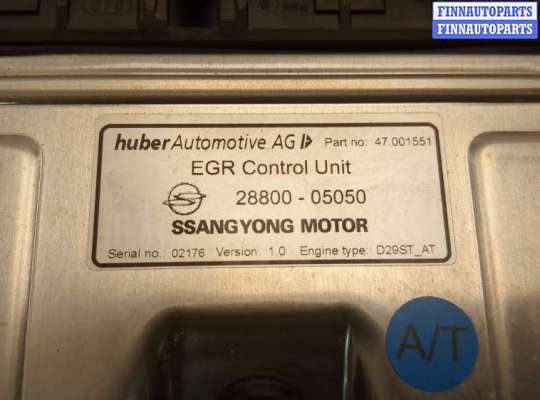 FINNAUTOPARTS
FINNAUTOPARTS
huber Automotive AG Part no: 47.001551
EGR Control Unit
28800 - 05050
SSANGYONG MOTOR
Serial no.: 02176 Version: 1.0 Engine type: D29ST_AT
A/T